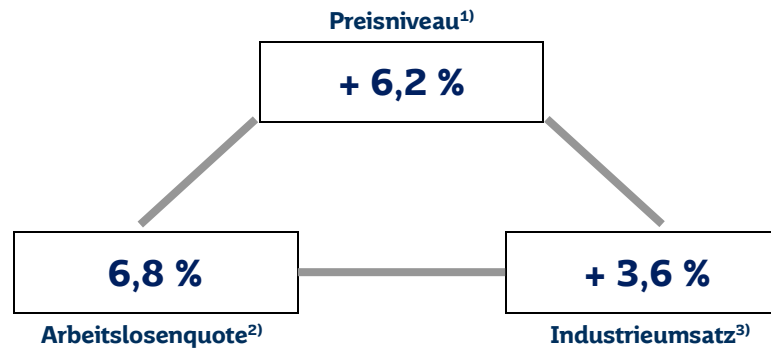 Preisniveau¹⁾
+ 6,2 %
6,8 %
+ 3,6 %
Arbeitslosenquote²⁾
Industrieumsatz³⁾